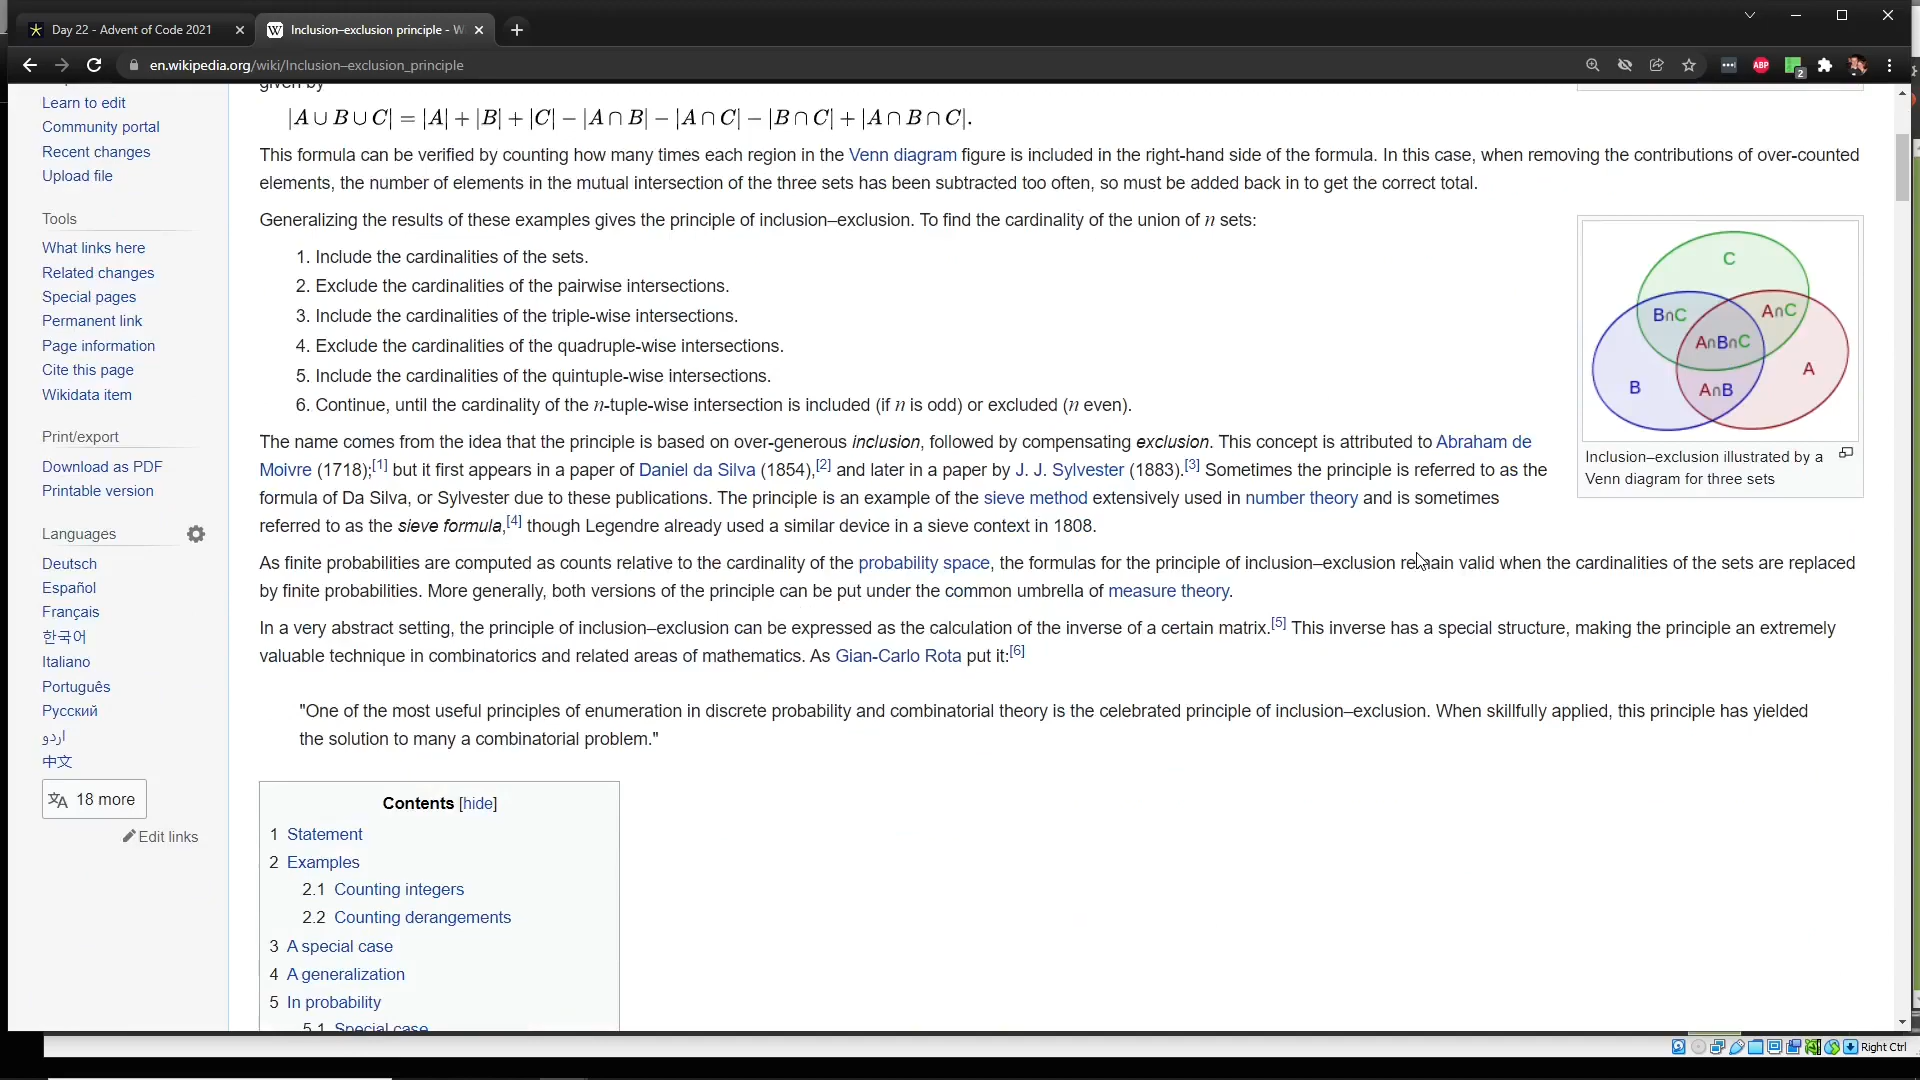 Day 22 - Advent of Code 2021
Inclusion–exclusion principle - W
en.wikipedia.org/wiki/Inclusion–exclusion_principle
ABP
2
Learn to edit
Community portal
Recent changes
Upload file
Tools
What links here
Related changes
Special pages
Permanent link
Page information
Cite this page
Wikidata item
Print/export
Download as PDF
Printable version
Languages
Deutsch
Español
Français
한국어
Italiano
Português
Русский
اردو
中文
18 more
Edit links
given by
|A ∪ B ∪ C| = |A| + |B| + |C| − |A ∩ B| − |A ∩ C| − |B ∩ C| + |A ∩ B ∩ C|.
This formula can be verified by counting how many times each region in the Venn diagram figure is included in the right-hand side of the formula. In this case, when removing the contributions of over-counted
elements, the number of elements in the mutual intersection of the three sets has been subtracted too often, so must be added back in to get the correct total.
Generalizing the results of these examples gives the principle of inclusion–exclusion. To find the cardinality of the union of n sets:
1. Include the cardinalities of the sets.
2. Exclude the cardinalities of the pairwise intersections.
3. Include the cardinalities of the triple-wise intersections.
4. Exclude the cardinalities of the quadruple-wise intersections.
5. Include the cardinalities of the quintuple-wise intersections.
6. Continue, until the cardinality of the n-tuple-wise intersection is included (if n is odd) or excluded (n even).
C
B∩C
A∩C
A∩B∩C
B
A∩B
A
Inclusion–exclusion illustrated by a
Venn diagram for three sets
The name comes from the idea that the principle is based on over-generous inclusion, followed by compensating exclusion. This concept is attributed to Abraham de
Moivre (1718);[1] but it first appears in a paper of Daniel da Silva (1854),[2] and later in a paper by J. J. Sylvester (1883).[3] Sometimes the principle is referred to as the
formula of Da Silva, or Sylvester due to these publications. The principle is an example of the sieve method extensively used in number theory and is sometimes
referred to as the sieve formula,[4] though Legendre already used a similar device in a sieve context in 1808.
As finite probabilities are computed as counts relative to the cardinality of the probability space, the formulas for the principle of inclusion–exclusion remain valid when the cardinalities of the sets are replaced
by finite probabilities. More generally, both versions of the principle can be put under the common umbrella of measure theory.
In a very abstract setting, the principle of inclusion–exclusion can be expressed as the calculation of the inverse of a certain matrix.[5] This inverse has a special structure, making the principle an extremely
valuable technique in combinatorics and related areas of mathematics. As Gian-Carlo Rota put it:[6]
"One of the most useful principles of enumeration in discrete probability and combinatorial theory is the celebrated principle of inclusion–exclusion. When skillfully applied, this principle has yielded
the solution to many a combinatorial problem."
Contents [hide]
1 Statement
2 Examples
2.1 Counting integers
2.2 Counting derangements
3 A special case
4 A generalization
5 In probability
5.1 Special case
Right Ctrl